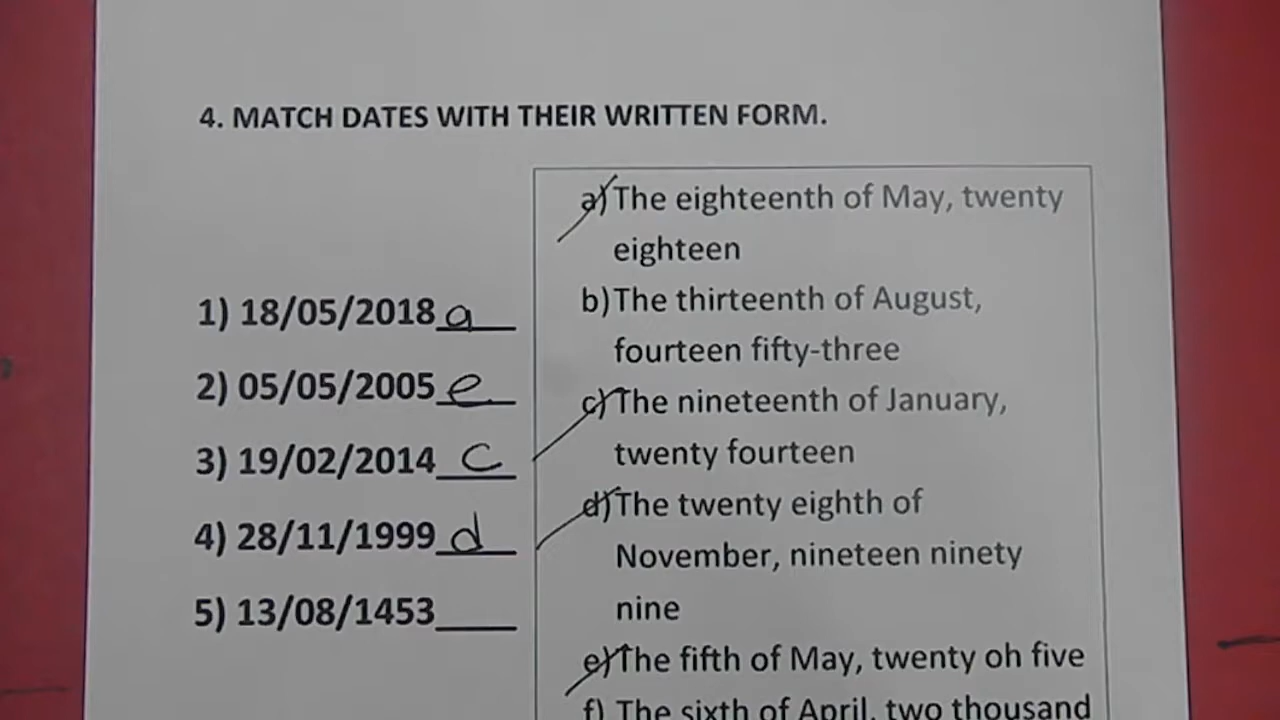 4. MATCH DATES WITH THEIR WRITTEN FORM.
1) 18/05/2018 a
2) 05/05/2005 e
3) 19/02/2014 c
4) 28/11/1999 d
5) 13/08/1453____
a) The eighteenth of May, twenty
eighteen
b) The thirteenth of August,
fourteen fifty-three
c) The nineteenth of January,
twenty fourteen
d) The twenty eighth of
November, nineteen ninety
nine
e) The fifth of May, twenty oh five
f) The sixth of April, two thousand